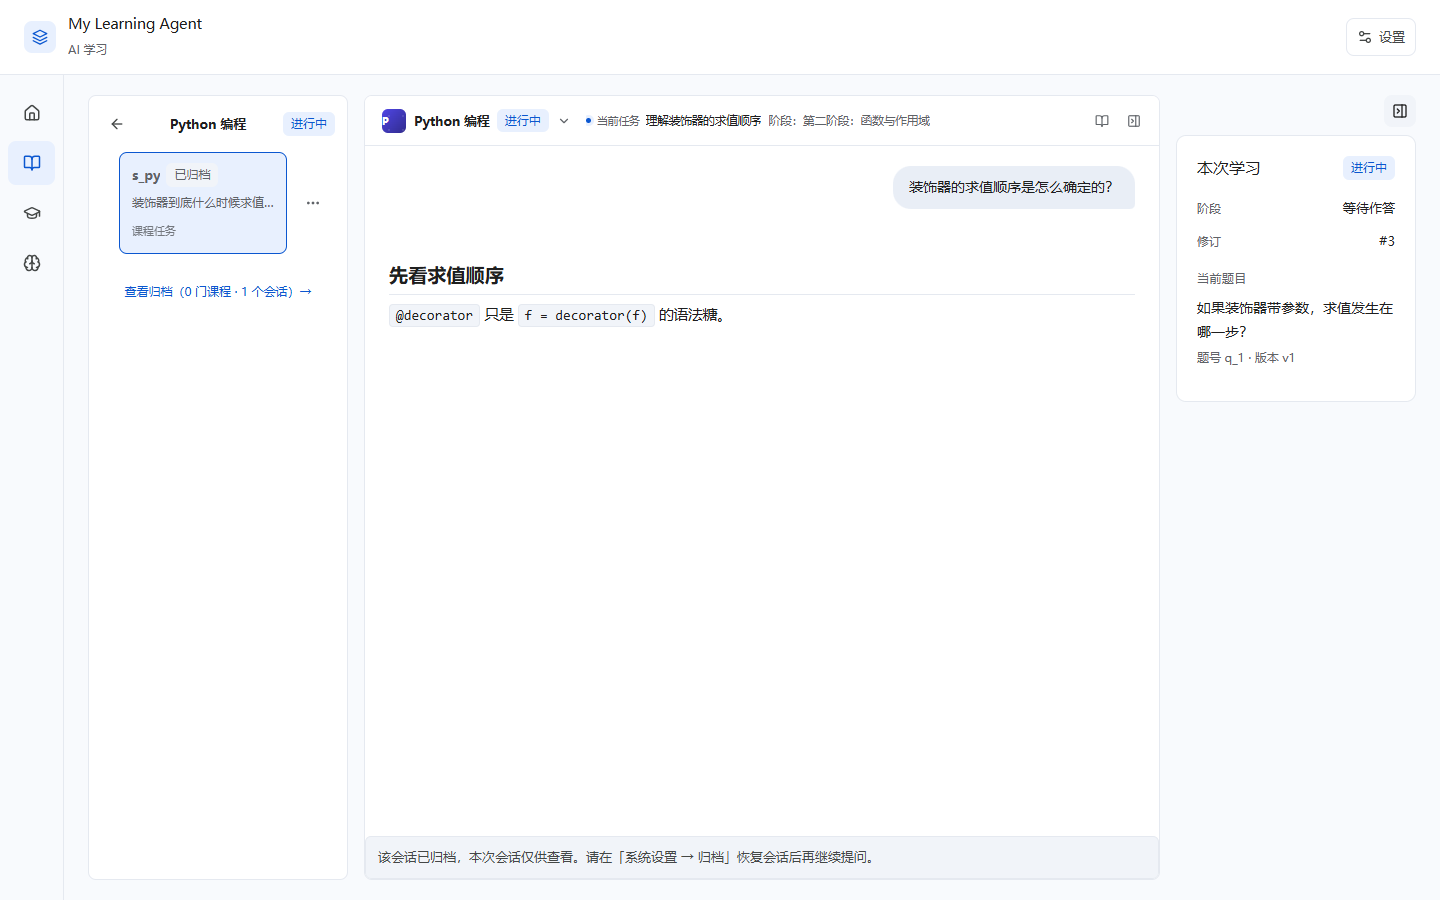 My Learning Agent
AI 学习
设置
Python 编程
进行中
s_py
已归档
装饰器到底什么时候求值...
课程任务
查看归档（0 门课程 · 1 个会话）→
P
Python 编程
进行中
当前任务 理解装饰器的求值顺序 阶段：第二阶段：函数与作用域
装饰器的求值顺序是怎么确定的？
先看求值顺序
@decorator 只是 f = decorator(f) 的语法糖。
该会话已归档，本次会话仅供查看。请在「系统设置 → 归档」恢复会话后再继续提问。
本次学习
进行中
阶段 等待作答
修订 #3
当前题目
如果装饰器带参数，求值发生在
哪一步？
题号 q_1 · 版本 v1